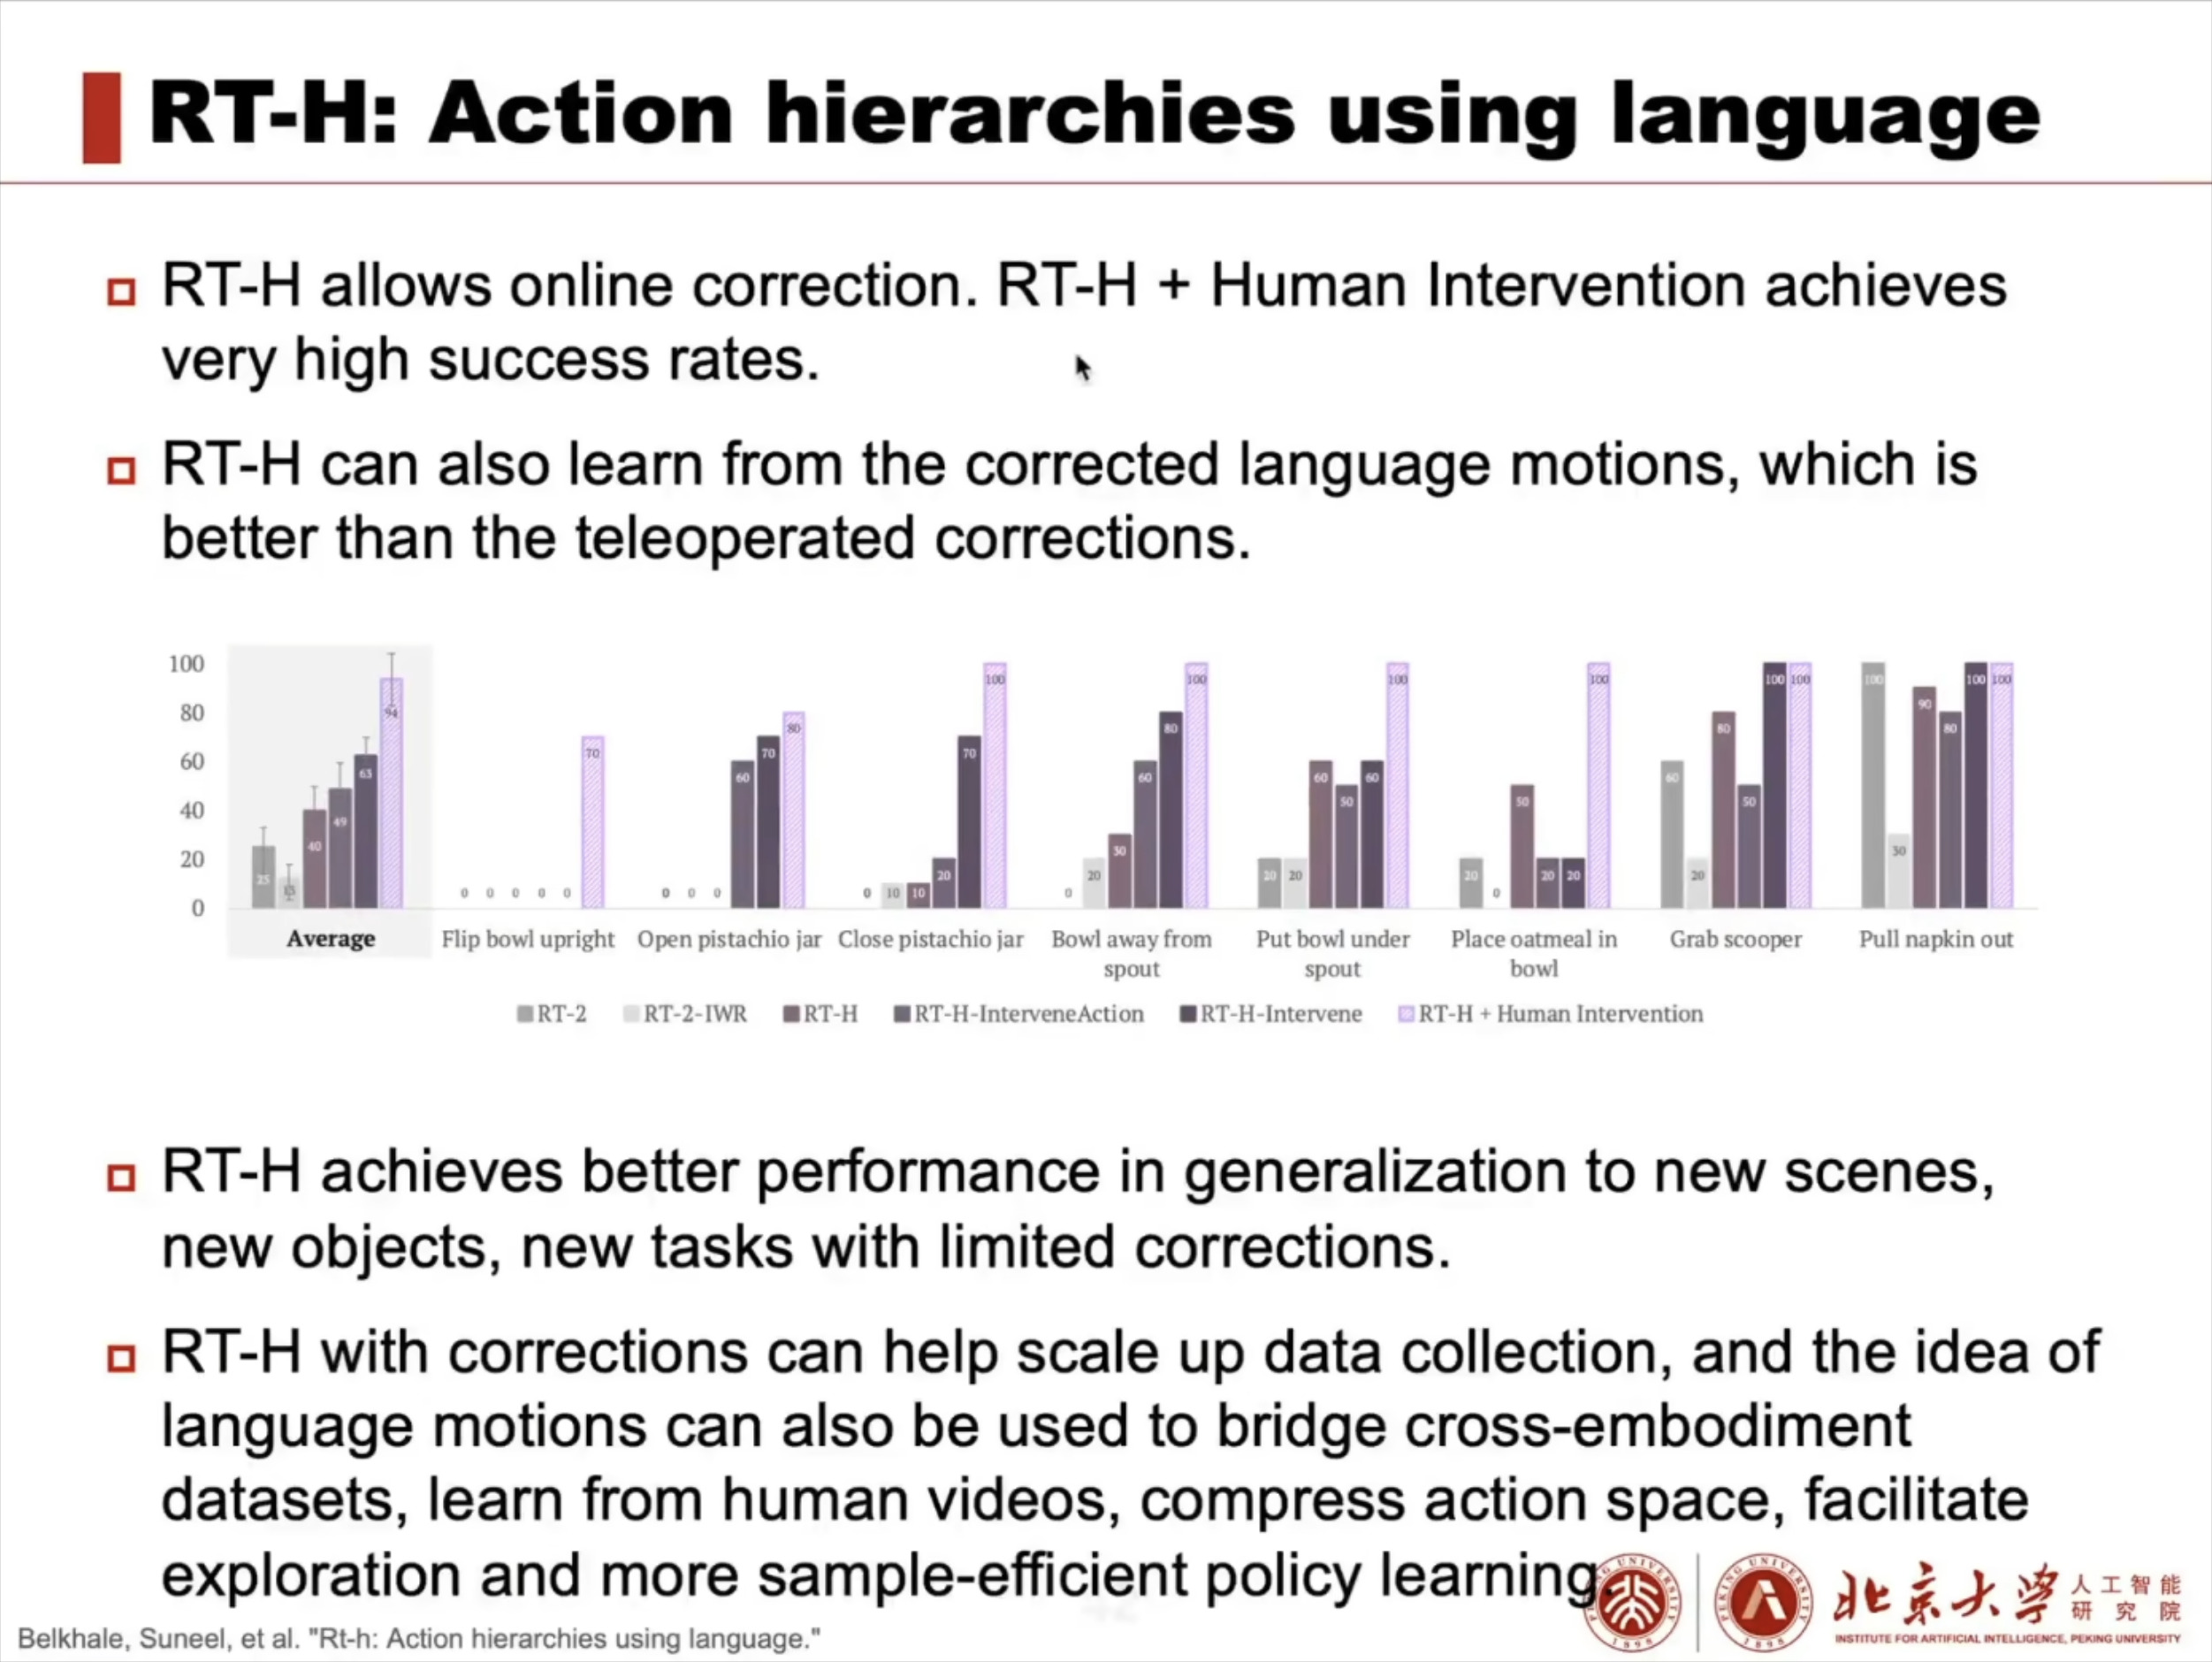 RT-H: Action hierarchies using language
RT-H allows online correction. RT-H + Human Intervention achieves
very high success rates.
RT-H can also learn from the corrected language motions, which is
better than the teleoperated corrections.
100
80
60
40
20
0
25 13 40 49 63 94
0 0 0 0 0 70
0 0 0 60 70 80
0 10 10 20 70 100
0 20 30 60 80 100
20 20 60 50 60 100
20 0 50 20 20 100
60 20 80 50 100 100
100 30 90 80 100 100
Average Flip bowl upright Open pistachio jar Close pistachio jar Bowl away from Put bowl under Place oatmeal in Grab scooper Pull napkin out
spout spout bowl
RT-2 RT-2-IWR RT-H RT-H-InterveneAction RT-H-Intervene RT-H + Human Intervention
RT-H achieves better performance in generalization to new scenes,
new objects, new tasks with limited corrections.
RT-H with corrections can help scale up data collection, and the idea of
language motions can also be used to bridge cross-embodiment
datasets, learn from human videos, compress action space, facilitate
exploration and more sample-efficient policy learning.
Belkhale, Suneel, et al. "Rt-h: Action hierarchies using language."
PEKING UNIVERSITY 1898
PEKING UNIVERSITY 1898
北京大学 人工智能
研究院
INSTITUTE FOR ARTIFICIAL INTELLIGENCE, PEKING UNIVERSITY